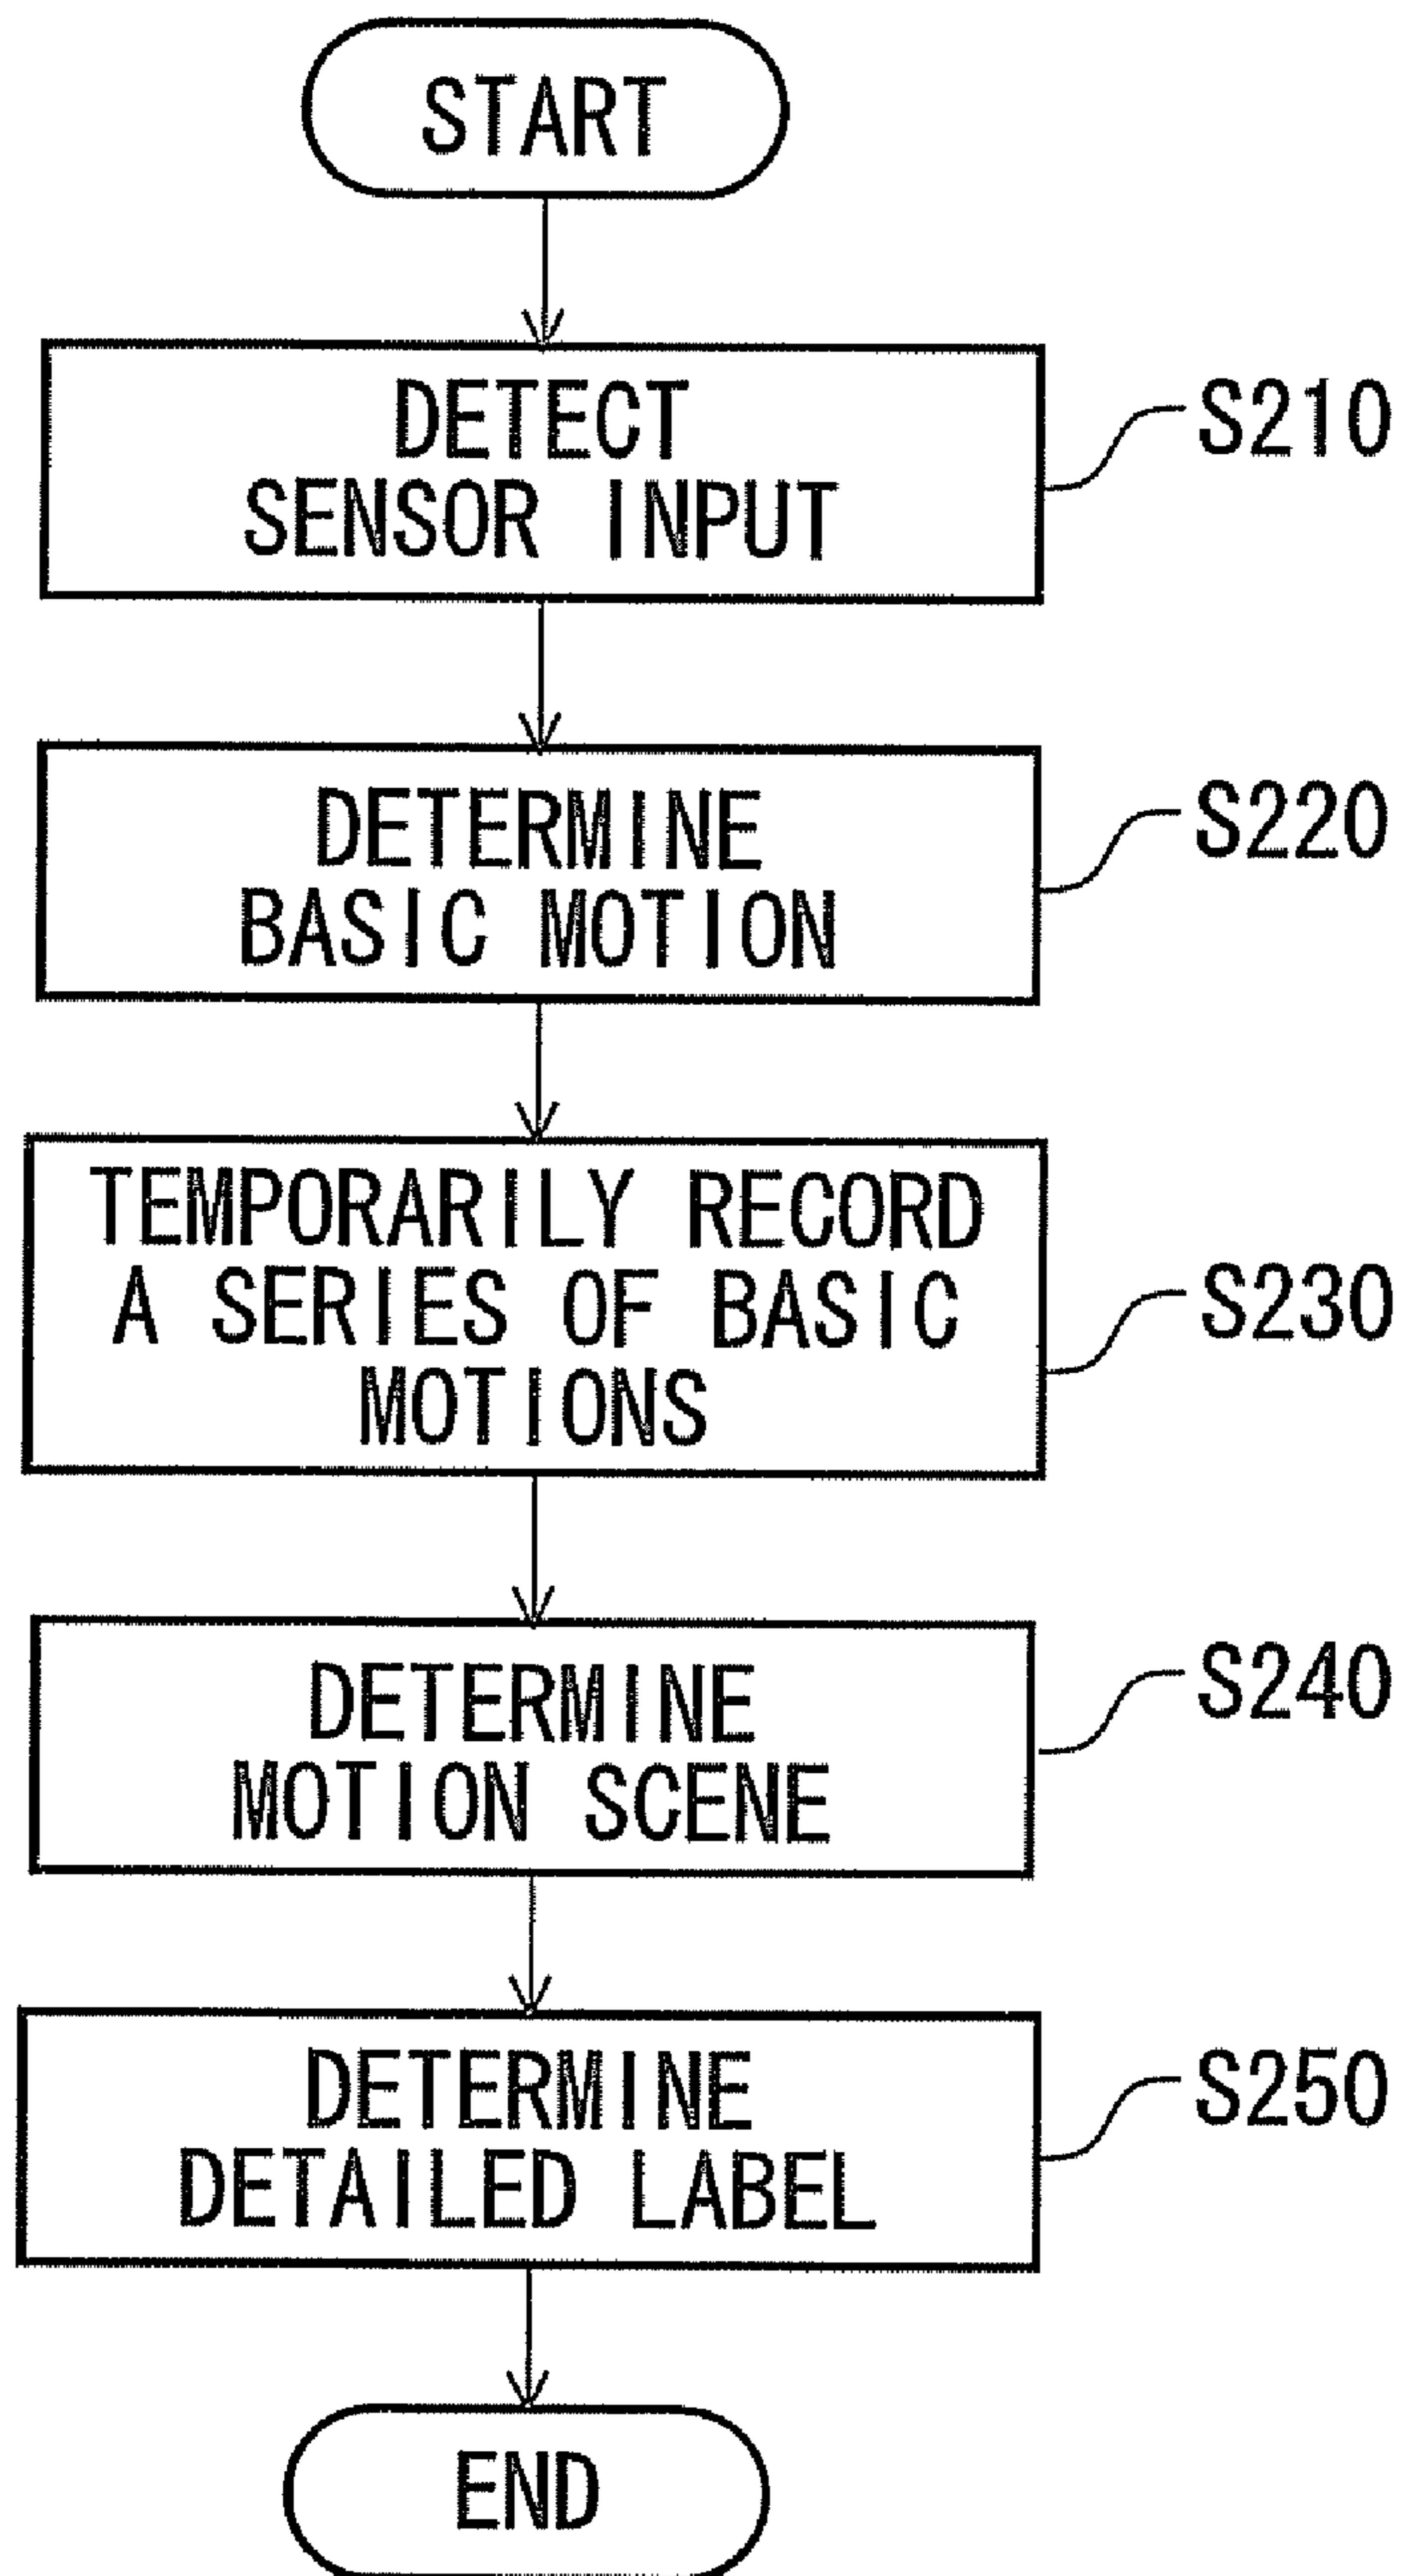 START
DETECT
SENSOR INPUT
S210
DETERMINE
BASIC MOTION
S220
TEMPORARILY RECORD
A SERIES OF BASIC
MOTIONS
S230
DETERMINE
MOTION SCENE
S240
DETERMINE
DETAILED LABEL
S250
END